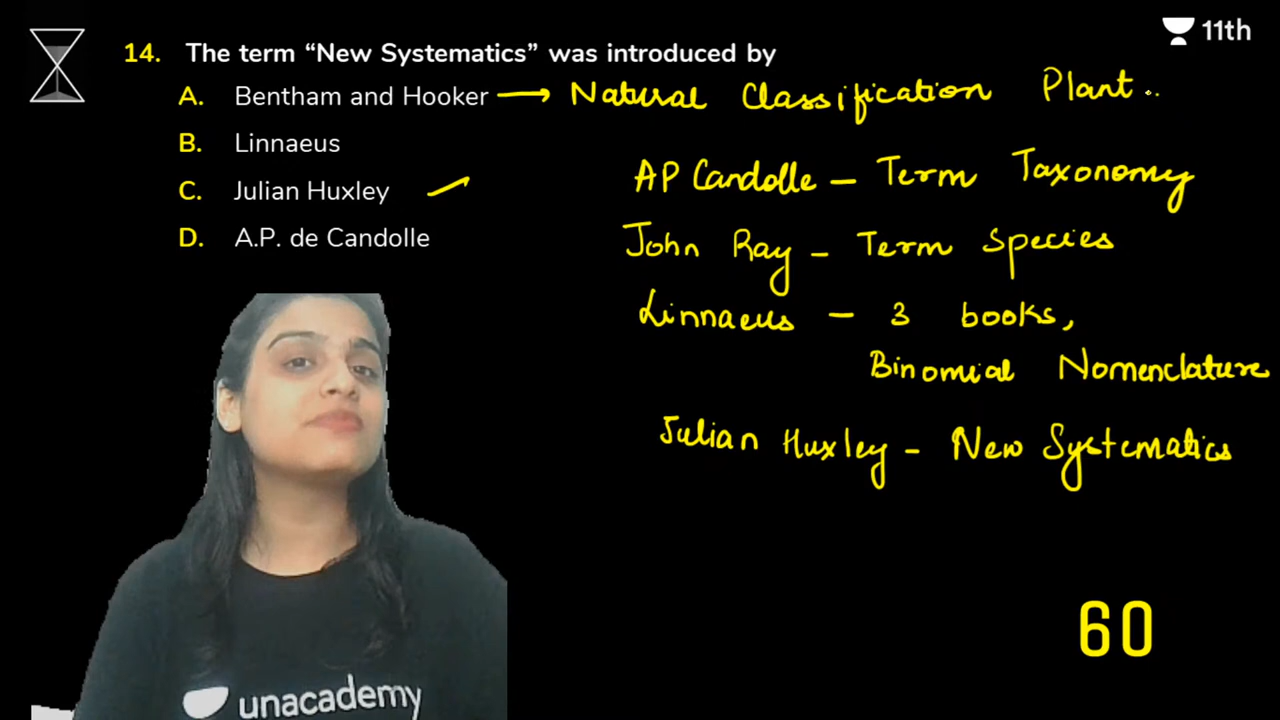 11th
14. The term “New Systematics” was introduced by
A. Bentham and Hooker → Natural Classification Plant..
B. Linnaeus
C. Julian Huxley
D. A.P. de Candolle
AP Candolle – Term Taxonomy
John Ray – Term Species
Linnaeus – 3 books,
Binomial Nomenclature
Julian Huxley – New Systematics
60
unacademy